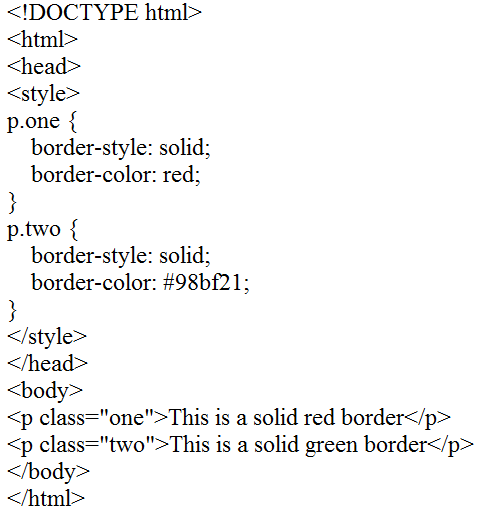 <!DOCTYPE html>
<html>
<head>
<style>
p.one {
    border-style: solid;
    border-color: red;
}
p.two {
    border-style: solid;
    border-color: #98bf21;
}
</style>
</head>
<body>
<p class="one">This is a solid red border</p>
<p class="two">This is a solid green border</p>
</body>
</html>